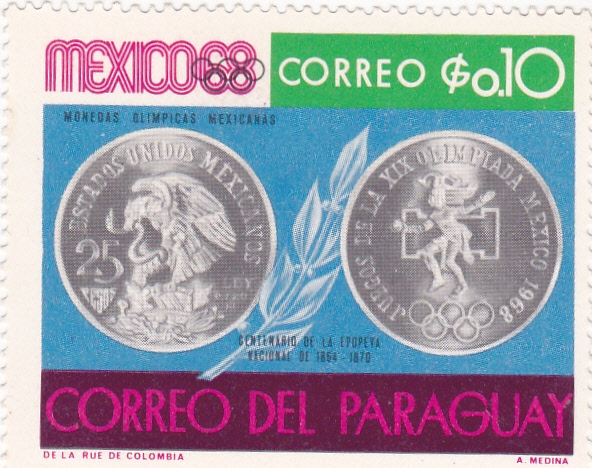 MEXICO68
CORREO ₲0.10
MONEDAS OLIMPICAS MEXICANAS
ESTADOS UNIDOS MEXICANOS
25
LEY
JUEGOS DE LA XIX OLIMPIADA MEXICO 1968
CENTENARIO DE LA EPOPEYA
NACIONAL DE 1864 - 1870
CORREO DEL PARAGUAY
DE LA RUE DE COLOMBIA
A. MEDINA